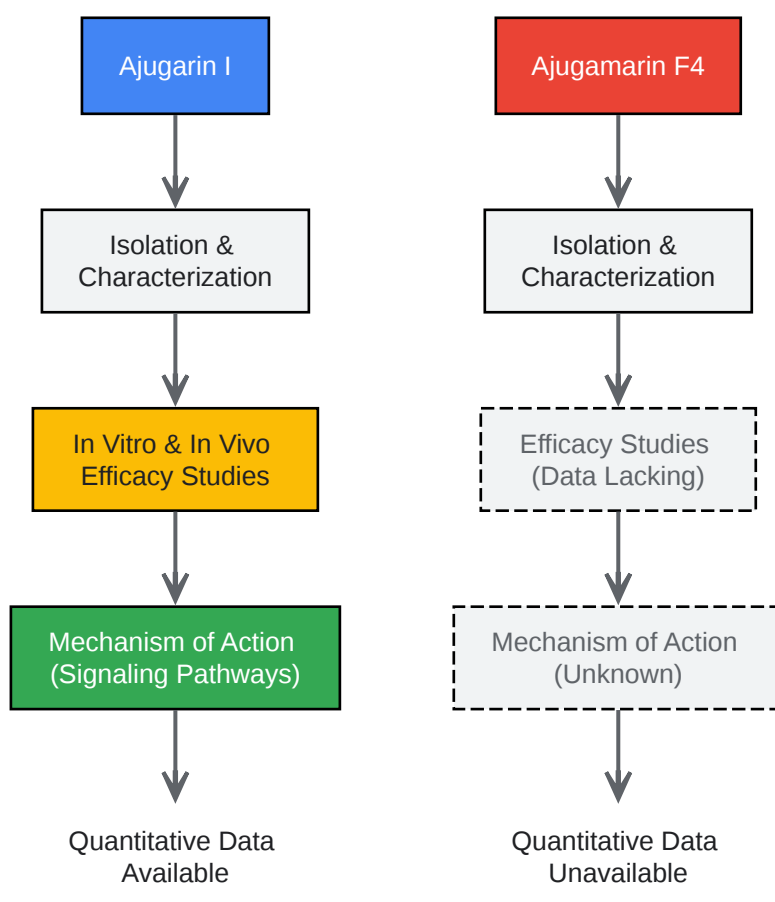 Ajugarin I
Isolation &
Characterization
In Vitro & In Vivo
Efficacy Studies
Mechanism of Action
(Signaling Pathways)
Quantitative Data
Available
Ajugamarin F4
Isolation &
Characterization
Efficacy Studies
(Data Lacking)
Mechanism of Action
(Unknown)
Quantitative Data
Unavailable